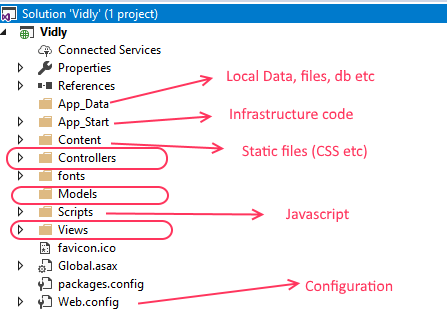 Solution 'Vidly' (1 project)
Vidly
Connected Services
Properties
References
App_Data
Local Data, files, db etc
App_Start
Infrastructure code
Content
Static files (CSS etc)
Controllers
fonts
Models
Scripts
Javascript
Views
favicon.ico
Global.asax
packages.config
Web.config
Configuration